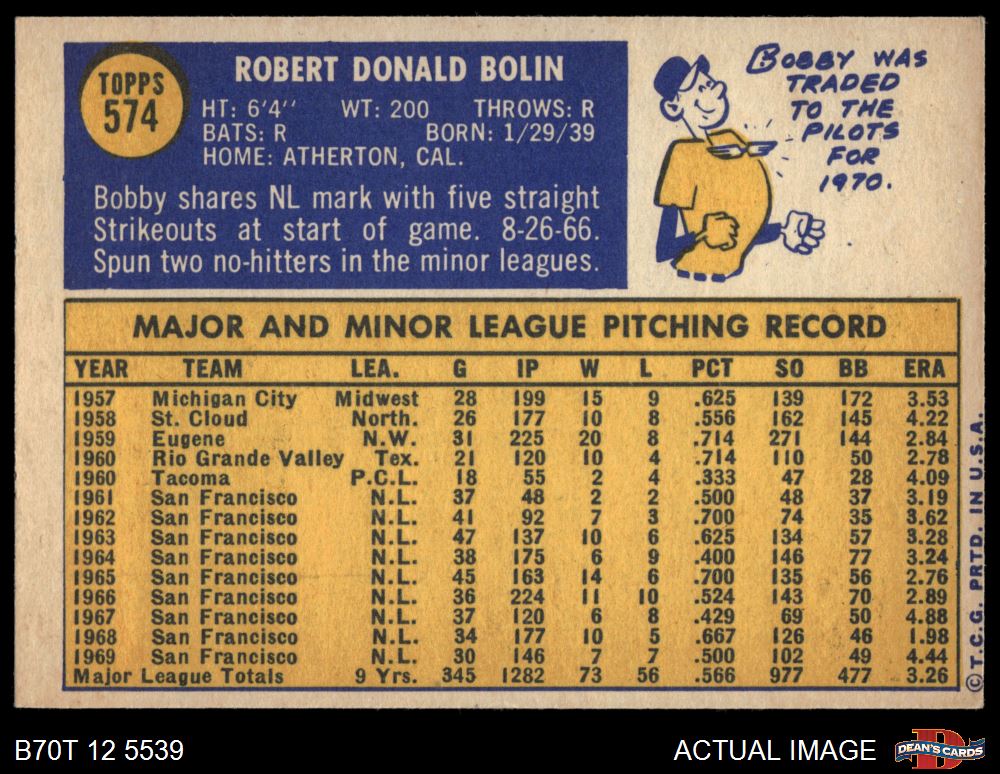 TOPPS
574
ROBERT DONALD BOLIN
HT: 6'4" WT: 200 THROWS: R
BATS: R BORN: 1/29/39
HOME: ATHERTON, CAL.
Bobby shares NL mark with five straight
Strikeouts at start of game. 8-26-66.
Spun two no-hitters in the minor leagues.
BOBBY WAS
TRADED
TO THE
PILOTS
FOR
1970.
MAJOR AND MINOR LEAGUE PITCHING RECORD
YEAR TEAM LEA. G IP W L PCT SO BB ERA
1957 Michigan City Midwest 28 199 15 9 .625 139 172 3.53
1958 St. Cloud North. 26 177 10 8 .556 162 145 4.22
1959 Eugene N.W. 31 225 20 8 .714 271 144 2.84
1960 Rio Grande Valley Tex. 21 120 10 4 .714 110 50 2.78
1960 Tacoma P.C.L. 18 55 2 4 .333 47 28 4.09
1961 San Francisco N.L. 37 48 2 2 .500 48 37 3.19
1962 San Francisco N.L. 41 92 7 3 .700 74 35 3.62
1963 San Francisco N.L. 47 137 10 6 .625 134 57 3.28
1964 San Francisco N.L. 38 175 6 9 .400 146 77 3.24
1965 San Francisco N.L. 45 163 14 6 .700 135 56 2.76
1966 San Francisco N.L. 36 224 11 10 .524 143 70 2.89
1967 San Francisco N.L. 37 120 6 8 .429 69 50 4.88
1968 San Francisco N.L. 34 177 10 5 .667 126 46 1.98
1969 San Francisco N.L. 30 146 7 7 .500 102 49 4.44
Major League Totals 9 Yrs. 345 1282 73 56 .566 977 477 3.26
©T.C.G. PRTD. IN U.S.A.
B70T 12 5539
ACTUAL IMAGE
DEAN'S CARDS